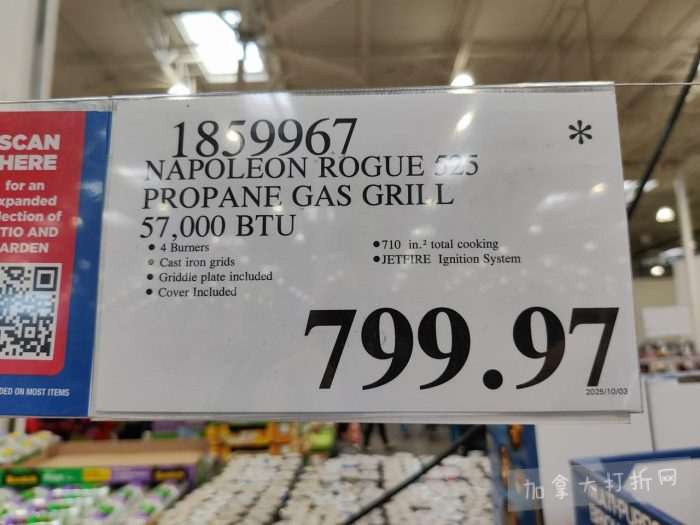 SCAN
HERE
for an
xpanded
lection of
TIO AND
ARDEN
DED ON MOST ITEMS
1859967
*
NAPOLEON ROGUE 525
PROPANE GAS GRILL
57,000 BTU
• 4 Burners
• Cast iron grids
• Griddle plate included
• Cover Included
•710 in.² total cooking
•JETFIRE Ignition System
799.97
2025/10/03
Scotch
加拿大打折网